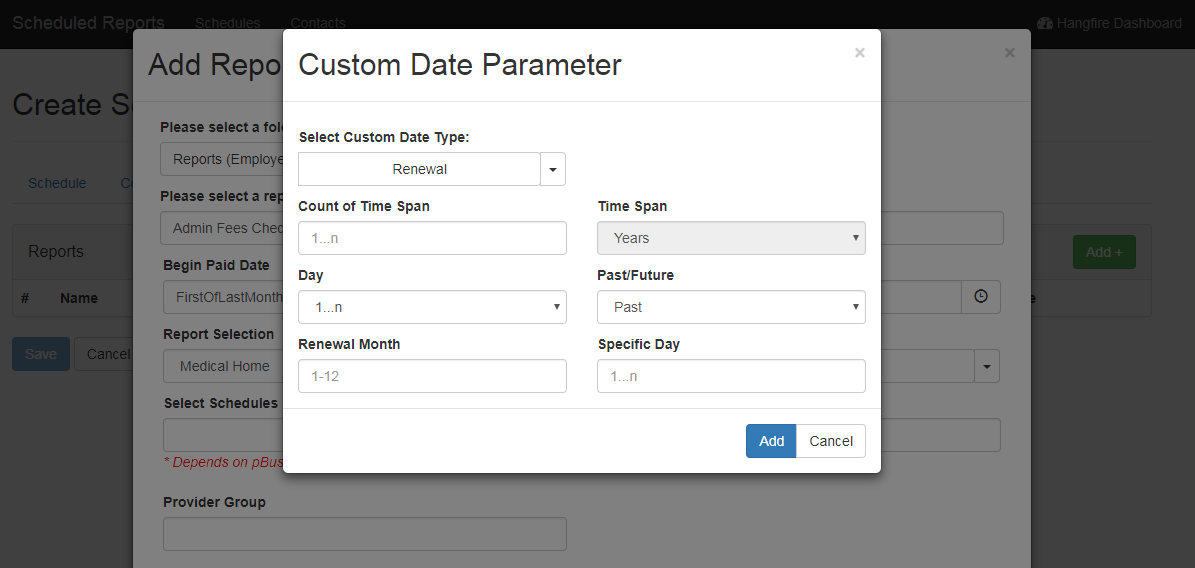 Scheduled Reports Schedules Contacts Hangfire Dashboard
Add Repo
Custom Date Parameter
×
×
Create S
Please select a fol
Select Custom Date Type:
Reports (Employe
Renewal
Schedule
Please select a rep
Count of Time Span
Time Span
Admin Fees Chec
1...n
Years
Reports
Add +
Begin Paid Date
Day
Past/Future
# Name
FirstOfLastMonth
1...n
Past
Report Selection
Renewal Month
Specific Day
Save
Cancel
Medical Home
1-12
1...n
Select Schedules
Add
Cancel
* Depends on pBus
Provider Group